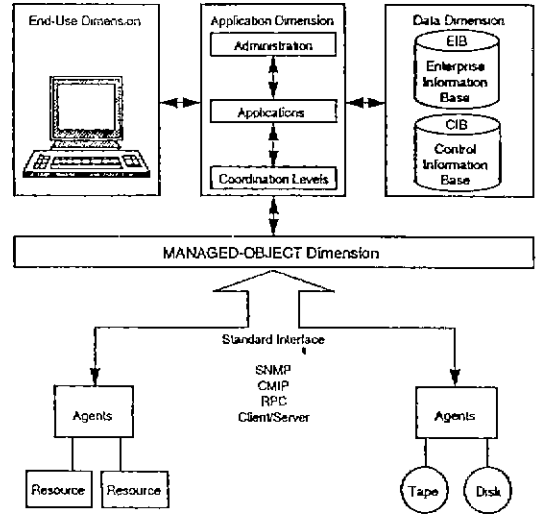 End-Use Dimension
Application Dimension
Administration
Applications
Coordination Levels
Data Dimension
EIB
Enterprise
Information
Base
CIB
Control
Information
Base
MANAGED-OBJECT Dimension
Standard Interface
SNMP
CMIP
RPC
Client/Server
Agents
Resource
Resource
Agents
Tape
Disk